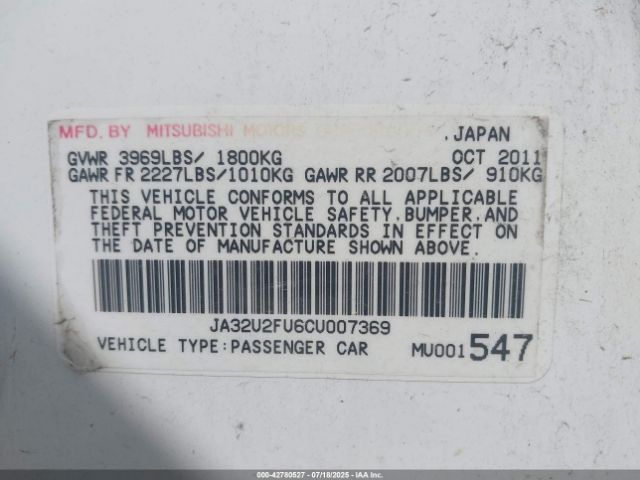 MFD. BY MITSUBISHI MOTORS CORPORATION. JAPAN
GVWR 3969LBS/ 1800KG OCT 2011
GAWR FR 2227LBS/1010KG GAWR RR 2007LBS/ 910KG
THIS VEHICLE CONFORMS TO ALL APPLICABLE
FEDERAL MOTOR VEHICLE SAFETY,BUMPER,AND
THEFT PREVENTION STANDARDS IN EFFECT ON
THE DATE OF MANUFACTURE SHOWN ABOVE.
JA32U2FU6CU007369
VEHICLE TYPE:PASSENGER CAR MU001547
000-42780527 - 07/18/2025 - IAA Inc.